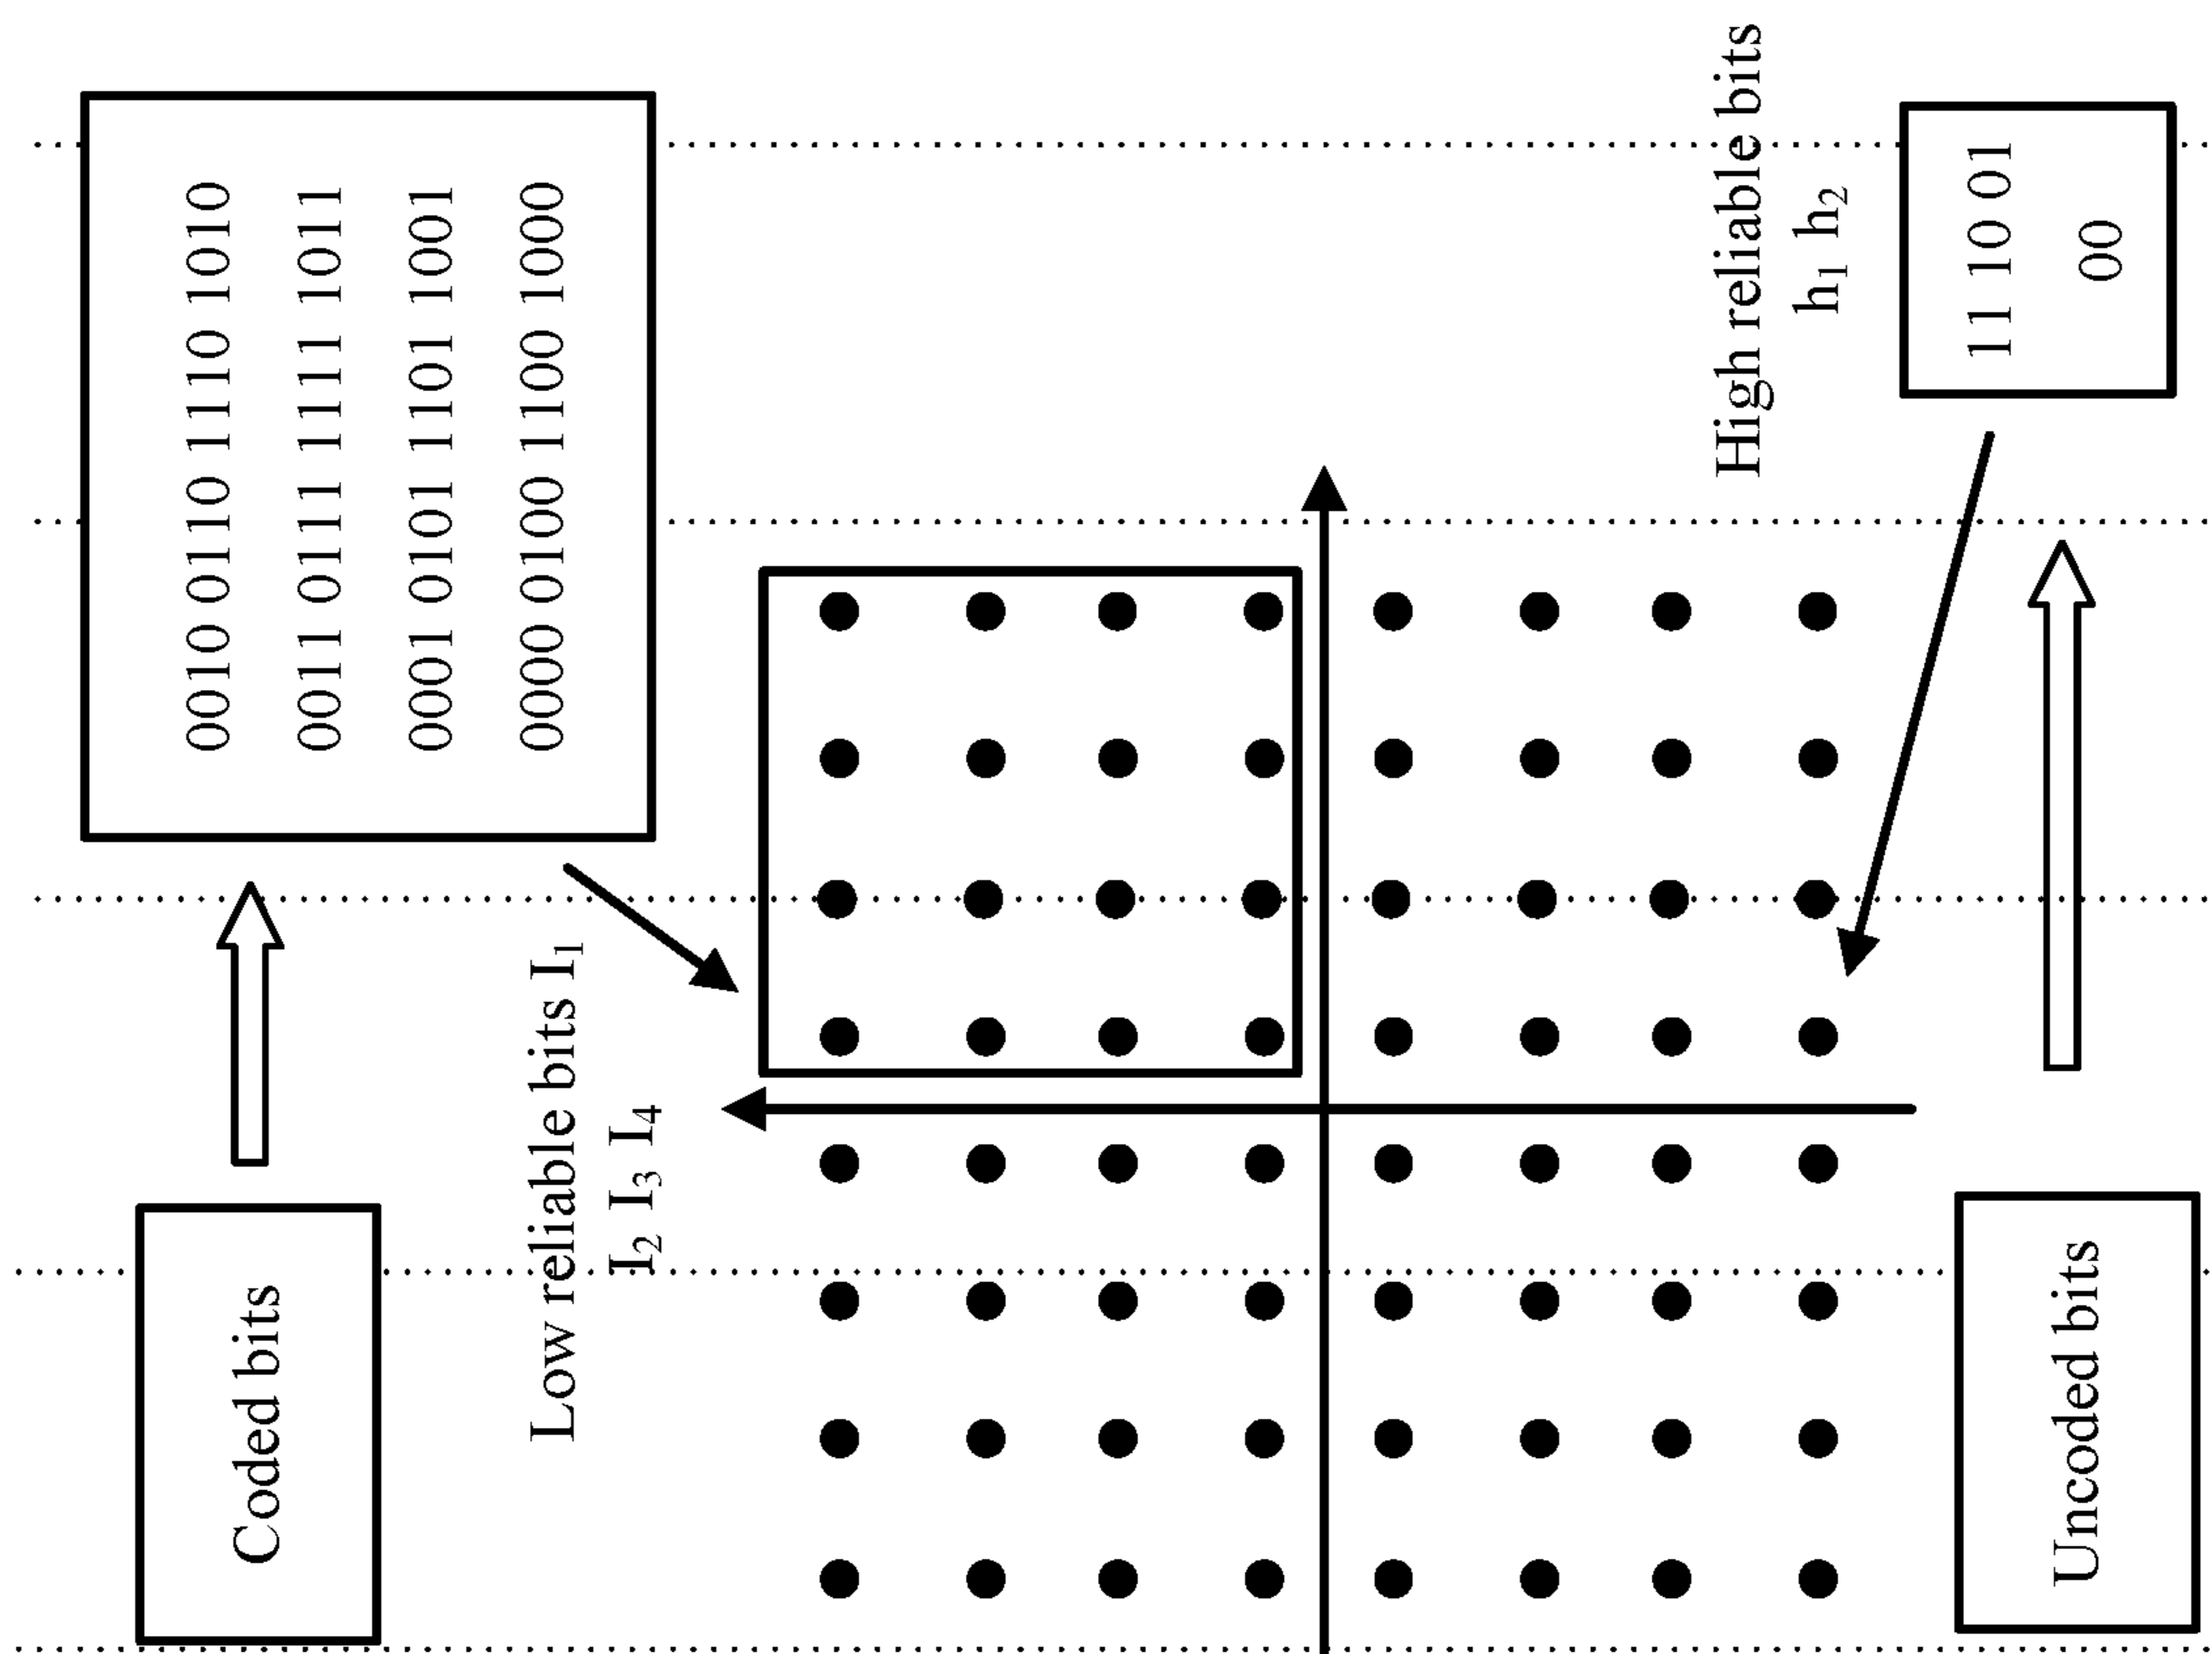 Coded bits
0010 0110 1110 1010
0011 0111 1111 1011
0001 0101 1101 1001
0000 0100 1100 1000
Low reliable bits I₁
I₂ I₃ I₄
High reliable bits
h₁ h₂
11 10 01
00
Uncoded bits